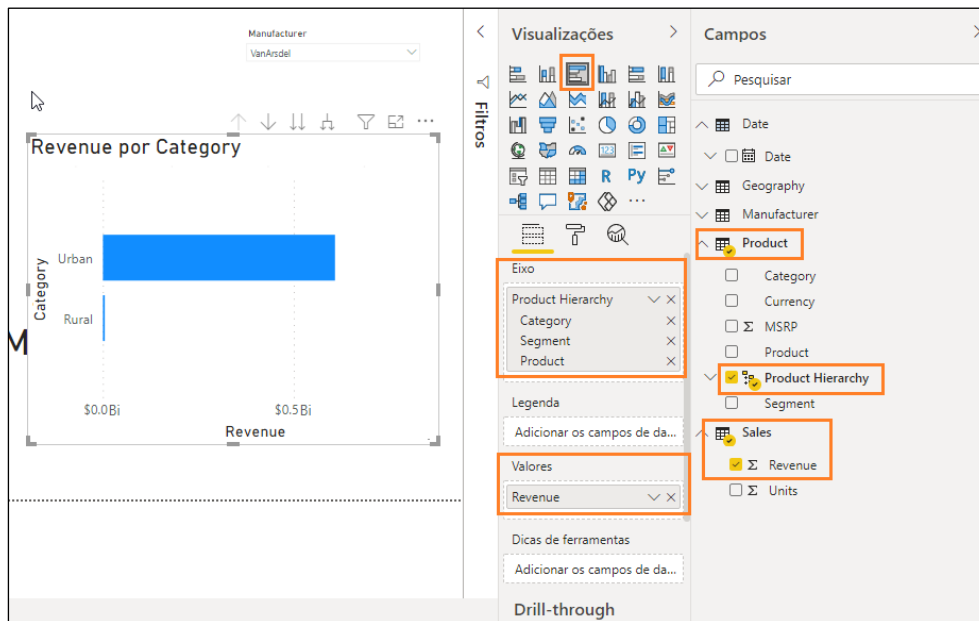 Manufacturer
VanArsdel
Revenue por Category
Category
Urban
Rural
M
$0.0Bi
$0.5Bi
Revenue
Filtros
Visualizações
123
R
Py
Eixo
Product Hierarchy
Category
Segment
Product
Legenda
Adicionar os campos de da...
Valores
Revenue
Dicas de ferramentas
Adicionar os campos de da...
Drill-through
Campos
Pesquisar
Date
Date
Geography
Manufacturer
Product
Category
Currency
Σ MSRP
Product
Product Hierarchy
Segment
Sales
Σ Revenue
Σ Units